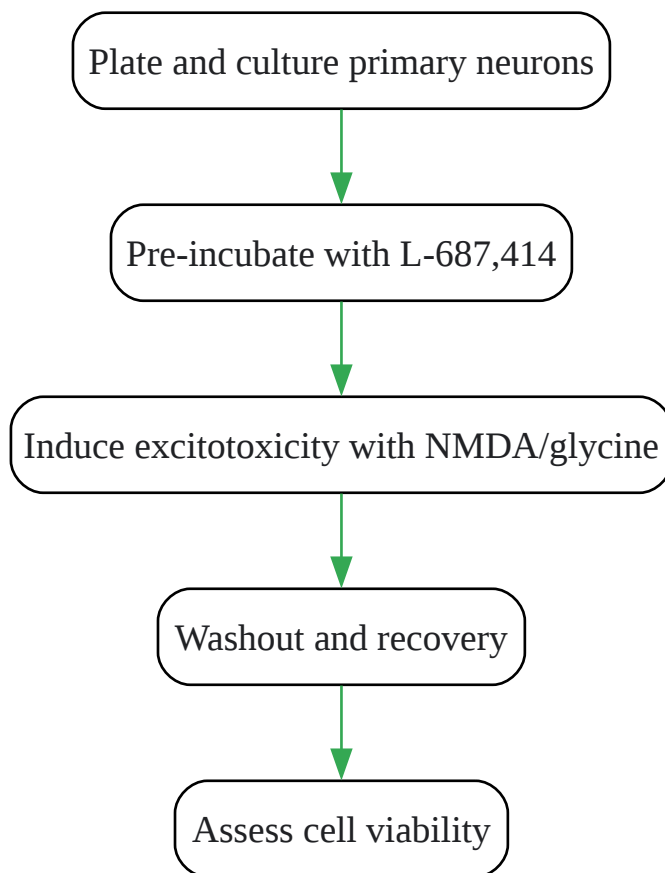 Plate and culture primary neurons
Pre-incubate with L-687,414
Induce excitotoxicity with NMDA/glycine
Washout and recovery
Assess cell viability